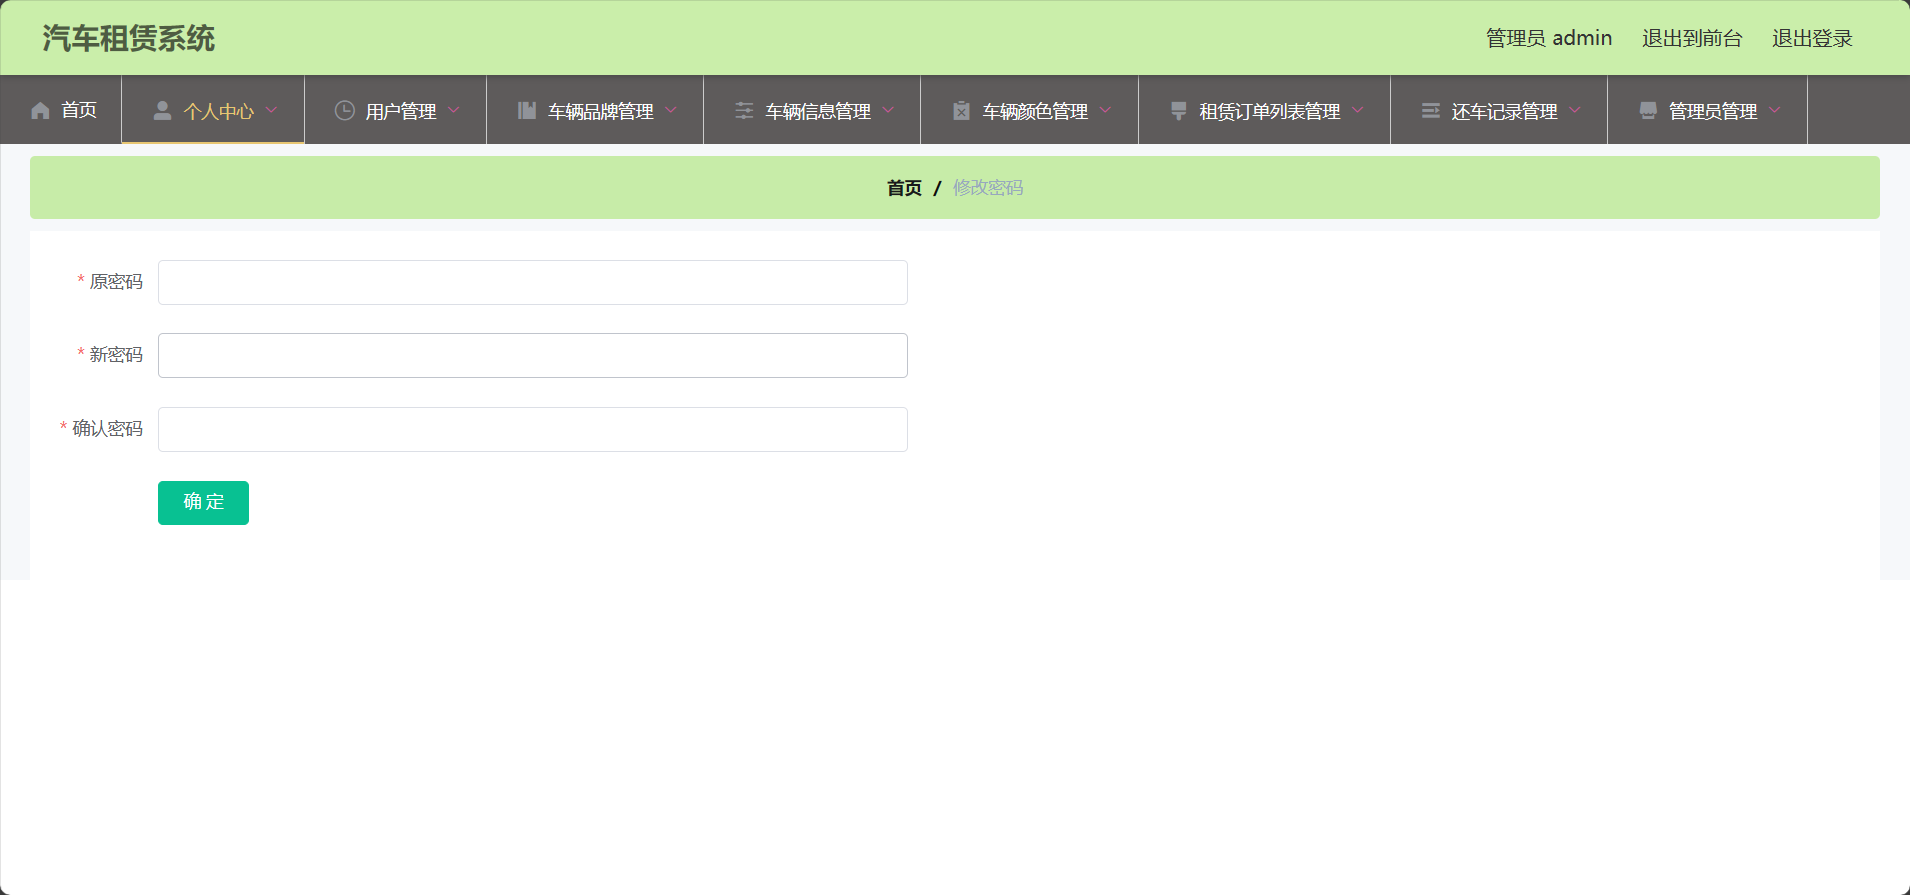 汽车租赁系统
管理员 admin 退出到前台 退出登录
首页 个人中心 用户管理 车辆品牌管理 车辆信息管理 车辆颜色管理 租赁订单列表管理 还车记录管理 管理员管理
首页 / 修改密码
* 原密码
* 新密码
* 确认密码
确 定